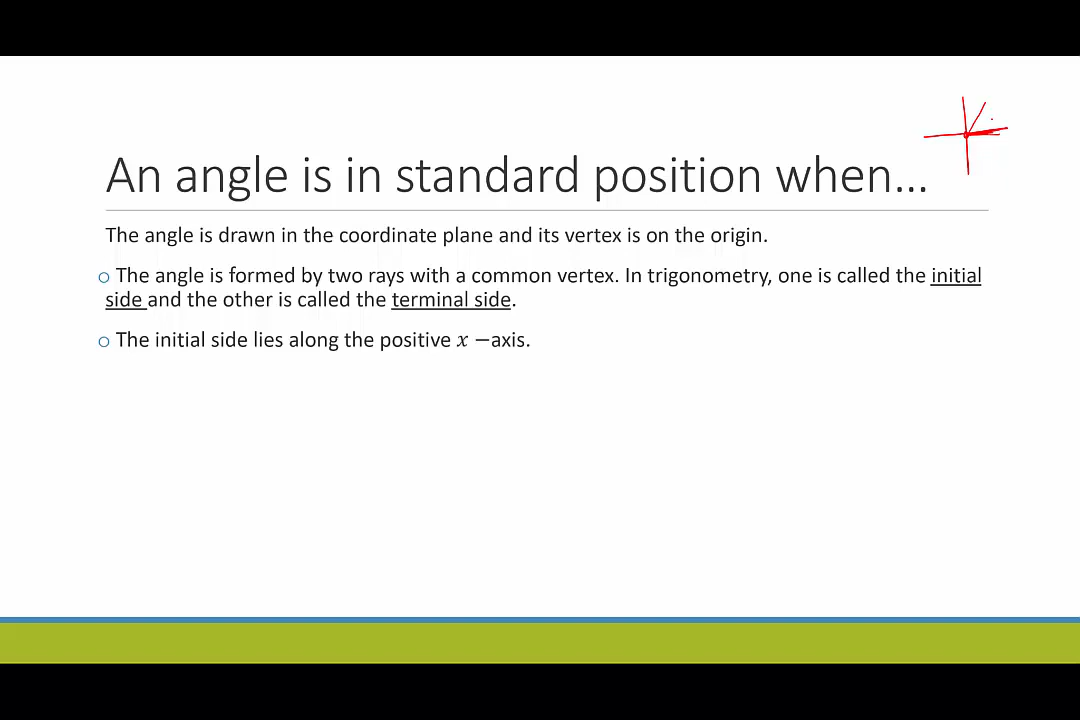 An angle is in standard position when...
The angle is drawn in the coordinate plane and its vertex is on the origin.
o The angle is formed by two rays with a common vertex. In trigonometry, one is called the initial
side and the other is called the terminal side.
o The initial side lies along the positive x −axis.